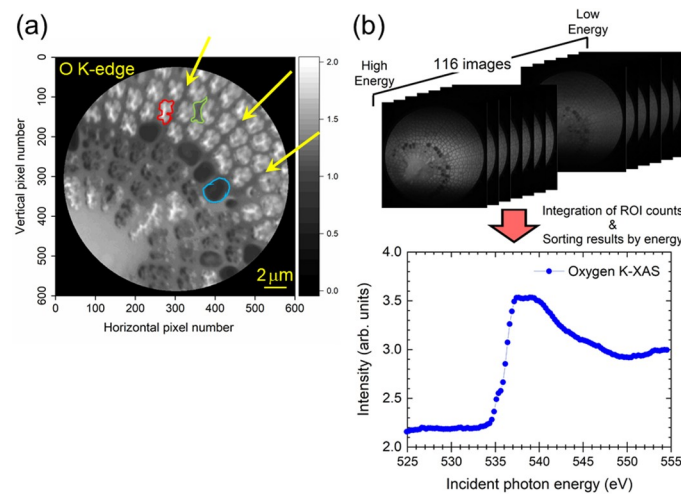 (a)
O K-edge
2 μm
0
100
200
300
400
500
600
0 100 200 300 400 500 600
Vertical pixel number
Horizontal pixel number
2.0
1.5
1.0
0.5
0.0
(b)
Low
Energy
High
Energy
116 images
Integration of ROI counts
&
Sorting results by energy
Oxygen K-XAS
4.0
3.5
3.0
2.5
2.0
Intensity (arb. units)
525 530 535 540 545 550 555
Incident photon energy (eV)